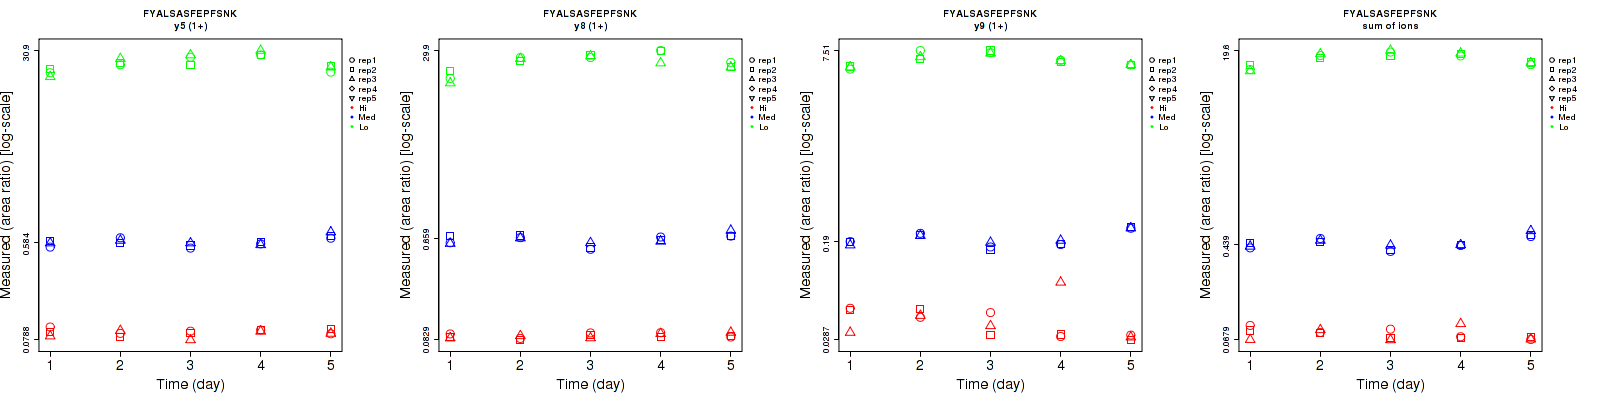 FYALSASFEPFSNK
y5 (1+)
Measured (area ratio) [log-scale]
30.9
0.584
0.0788
1 2 3 4 5
Time (day)
rep1
rep2
rep3
rep4
rep5
Hi
Med
Lo
FYALSASFEPFSNK
y8 (1+)
Measured (area ratio) [log-scale]
29.9
0.659
0.0829
1 2 3 4 5
Time (day)
rep1
rep2
rep3
rep4
rep5
Hi
Med
Lo
FYALSASFEPFSNK
y9 (1+)
Measured (area ratio) [log-scale]
7.51
0.19
0.0287
1 2 3 4 5
Time (day)
rep1
rep2
rep3
rep4
rep5
Hi
Med
Lo
FYALSASFEPFSNK
sum of ions
Measured (area ratio) [log-scale]
19.6
0.439
0.0679
1 2 3 4 5
Time (day)
rep1
rep2
rep3
rep4
rep5
Hi
Med
Lo